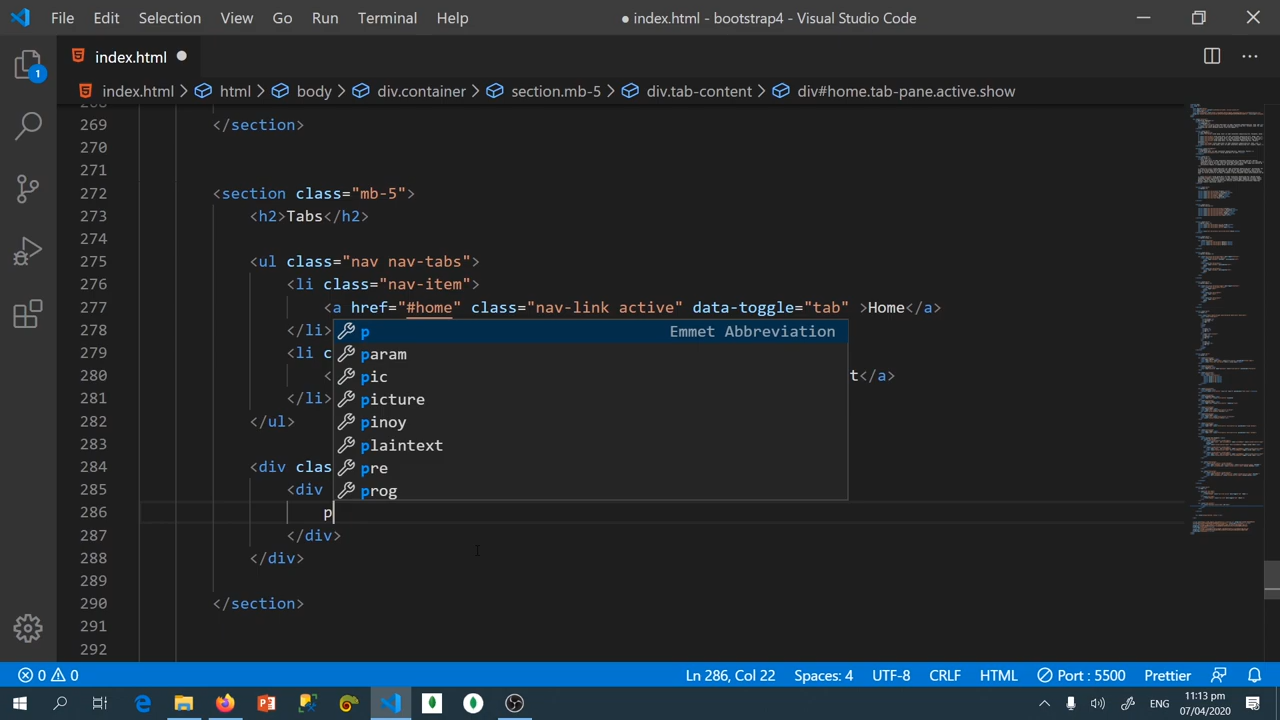 File Edit Selection View Go Run Terminal Help ● index.html - bootstrap4 - Visual Studio Code
index.html ●
index.html > html > body > div.container > section.mb-5 > div.tab-content > div#home.tab-pane.active.show
268
269 </section>
270
271
272 <section class="mb-5">
273 <h2>Tabs</h2>
274
275 <ul class="nav nav-tabs">
276 <li class="nav-item">
277 <a href="#home" class="nav-link active" data-toggle="tab" >Home</a>
278 </li>
p Emmet Abbreviation
279 <li c
param
280 < t</a>
pic
281 </li>
picture
282 </ul>
pinoy
283
plaintext
284 <div clas
pre
285 <div
prog
286 p
287 </div>
288 </div>
289
290 </section>
291
292
1
0 0 Ln 286, Col 22 Spaces: 4 UTF-8 CRLF HTML Port : 5500 Prettier
ENG 11:13 pm
07/04/2020